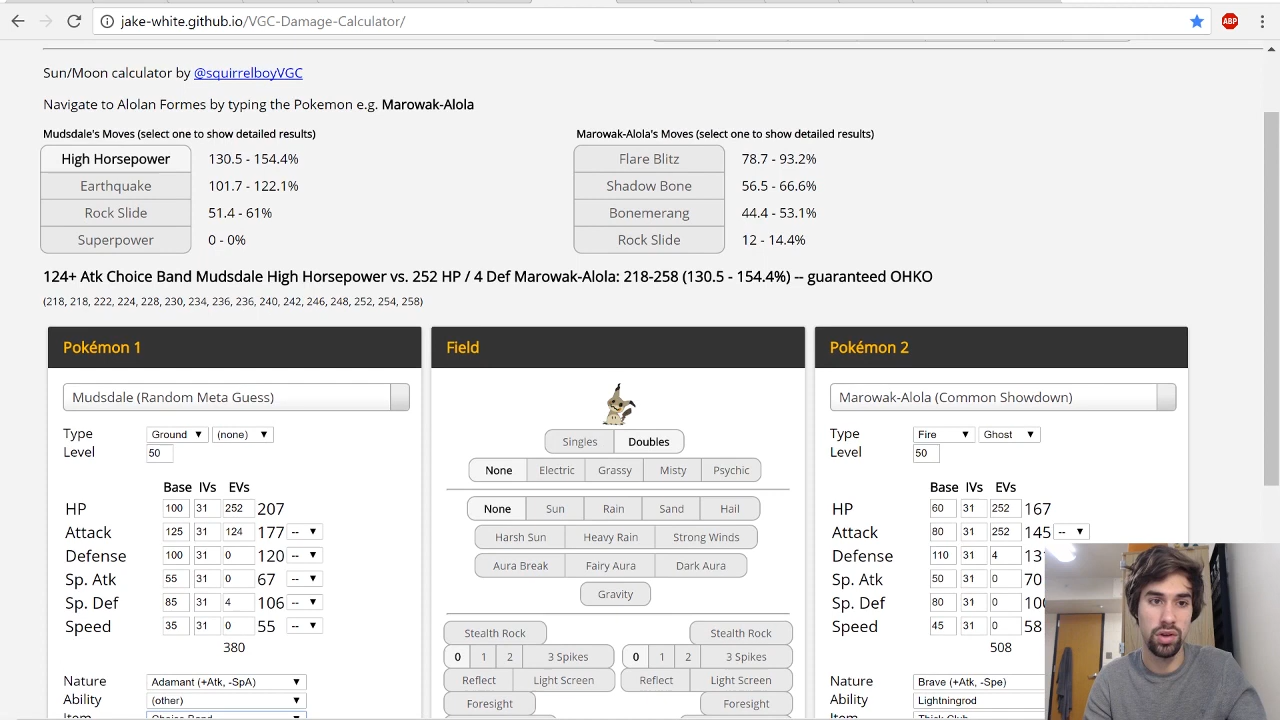 jake-white.github.io/VGC-Damage-Calculator/
ABP
Sun/Moon calculator by @squirrelboyVGC
Navigate to Alolan Formes by typing the Pokemon e.g. Marowak-Alola
Mudsdale's Moves (select one to show detailed results)
High Horsepower 130.5 - 154.4%
Earthquake 101.7 - 122.1%
Rock Slide 51.4 - 61%
Superpower 0 - 0%
Marowak-Alola's Moves (select one to show detailed results)
Flare Blitz 78.7 - 93.2%
Shadow Bone 56.5 - 66.6%
Bonemerang 44.4 - 53.1%
Rock Slide 12 - 14.4%
124+ Atk Choice Band Mudsdale High Horsepower vs. 252 HP / 4 Def Marowak-Alola: 218-258 (130.5 - 154.4%) -- guaranteed OHKO
(218, 218, 222, 224, 228, 230, 234, 236, 236, 240, 242, 246, 248, 252, 254, 258)
Pokémon 1
Mudsdale (Random Meta Guess)
Type Ground (none)
Level 50
Base IVs EVs
HP 100 31 252 207
Attack 125 31 124 177 --
Defense 100 31 0 120 --
Sp. Atk 55 31 0 67 --
Sp. Def 85 31 4 106 --
Speed 35 31 0 55 --
380
Nature Adamant (+Atk, -SpA)
Ability (other)
Item Choice Band
Field
Singles Doubles
None Electric Grassy Misty Psychic
None Sun Rain Sand Hail
Harsh Sun Heavy Rain Strong Winds
Aura Break Fairy Aura Dark Aura
Gravity
Stealth Rock Stealth Rock
0 1 2 3 Spikes 0 1 2 3 Spikes
Reflect Light Screen Reflect Light Screen
Foresight Foresight
Pokémon 2
Marowak-Alola (Common Showdown)
Type Fire Ghost
Level 50
Base IVs EVs
HP 60 31 252 167
Attack 80 31 252 145 --
Defense 110 31 4
Sp. Atk 50 31 0 70
Sp. Def 80 31 0
Speed 45 31 0 58
508
Nature Brave (+Atk, -Spe)
Ability Lightningrod
Thick Club